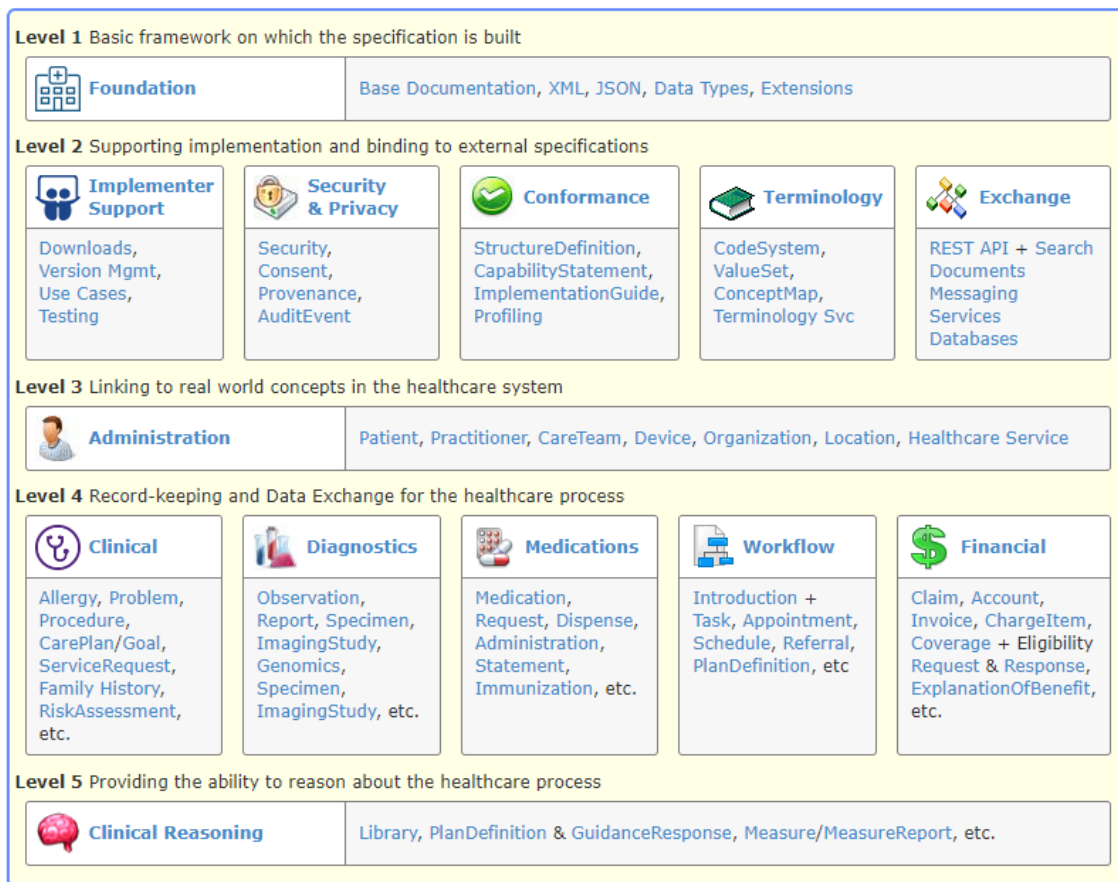 Level 1 Basic framework on which the specification is built
Foundation
Base Documentation, XML, JSON, Data Types, Extensions
Level 2 Supporting implementation and binding to external specifications
Implementer
Support
Downloads,
Version Mgmt,
Use Cases,
Testing
Security
& Privacy
Security,
Consent,
Provenance,
AuditEvent
Conformance
StructureDefinition,
CapabilityStatement,
ImplementationGuide,
Profiling
Terminology
CodeSystem,
ValueSet,
ConceptMap,
Terminology Svc
Exchange
REST API + Search
Documents
Messaging
Services
Databases
Level 3 Linking to real world concepts in the healthcare system
Administration
Patient, Practitioner, CareTeam, Device, Organization, Location, Healthcare Service
Level 4 Record-keeping and Data Exchange for the healthcare process
Clinical
Allergy, Problem,
Procedure,
CarePlan/Goal,
ServiceRequest,
Family History,
RiskAssessment,
etc.
Diagnostics
Observation,
Report, Specimen,
ImagingStudy,
Genomics,
Specimen,
ImagingStudy, etc.
Medications
Medication,
Request, Dispense,
Administration,
Statement,
Immunization, etc.
Workflow
Introduction +
Task, Appointment,
Schedule, Referral,
PlanDefinition, etc
Financial
Claim, Account,
Invoice, ChargeItem,
Coverage + Eligibility
Request & Response,
ExplanationOfBenefit,
etc.
Level 5 Providing the ability to reason about the healthcare process
Clinical Reasoning
Library, PlanDefinition & GuidanceResponse, Measure/MeasureReport, etc.